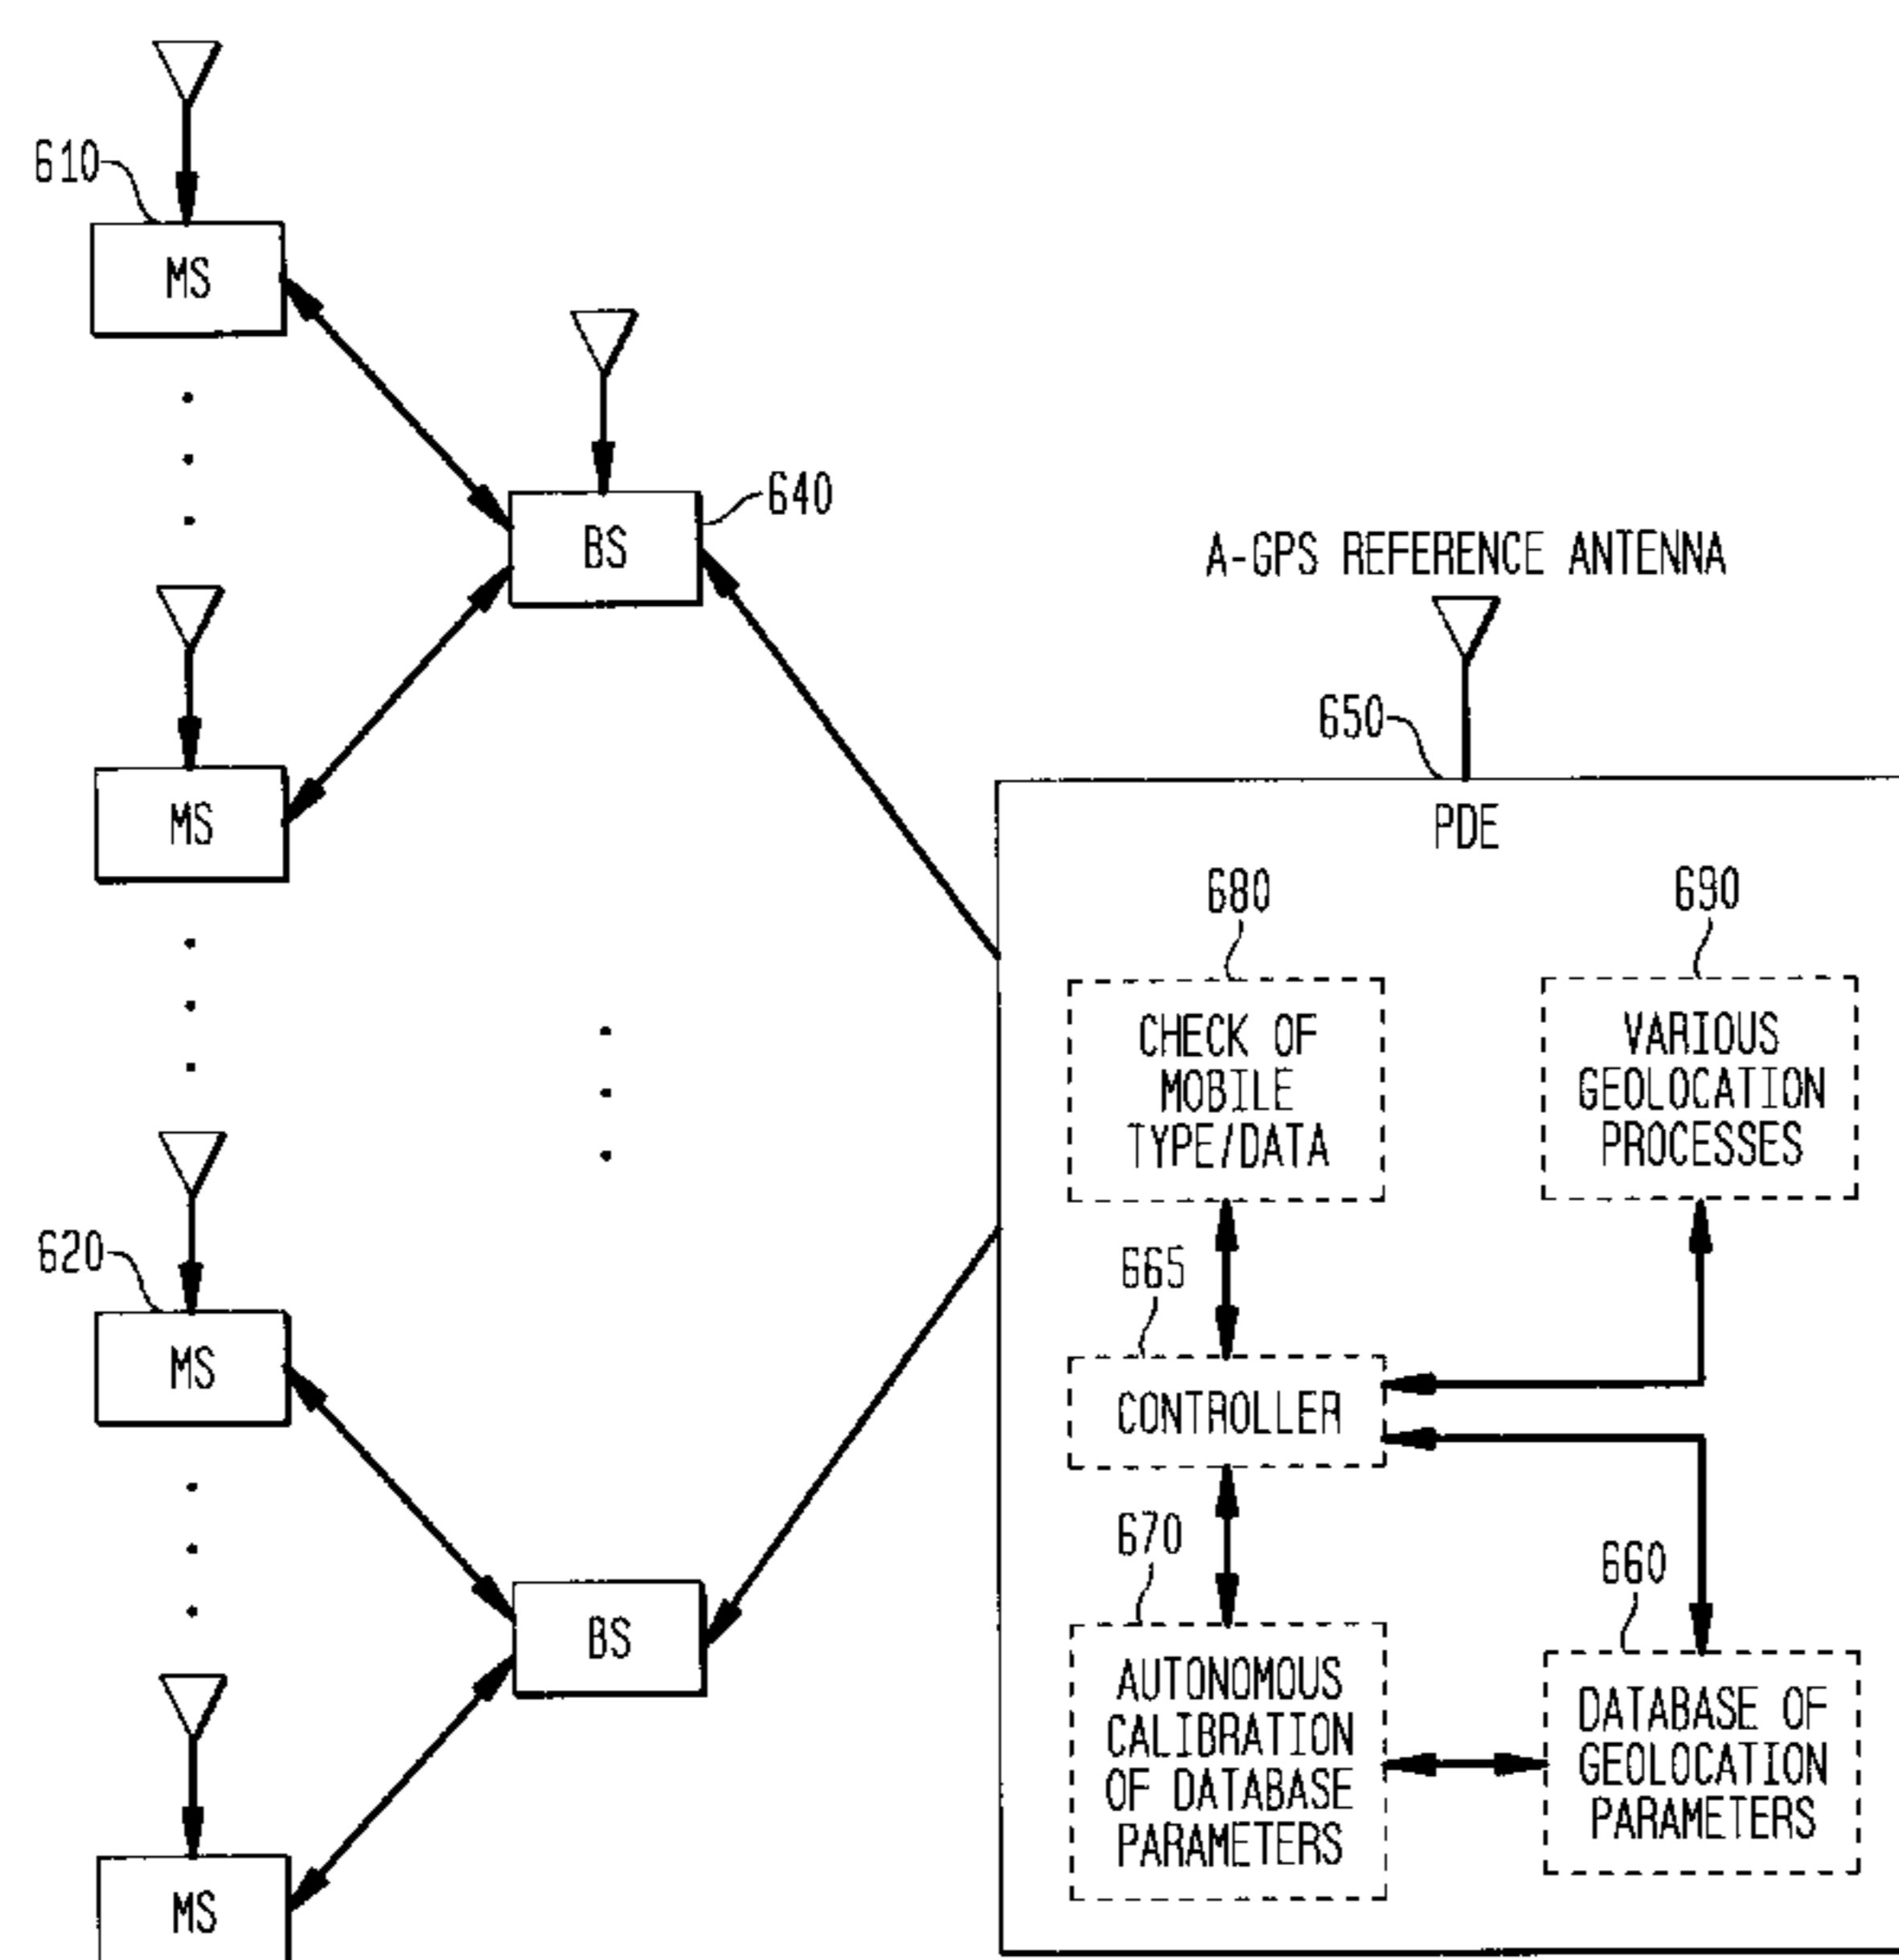 610
MS
640
BS
A-GPS REFERENCE ANTENNA
650
MS
PDE
680
690
CHECK OF
MOBILE
TYPE/DATA
VARIOUS
GEOLOCATION
PROCESSES
620
MS
665
CONTROLLER
670
660
BS
AUTONOMOUS
CALIBRATION
OF DATABASE
PARAMETERS
DATABASE OF
GEOLOCATION
PARAMETERS
MS